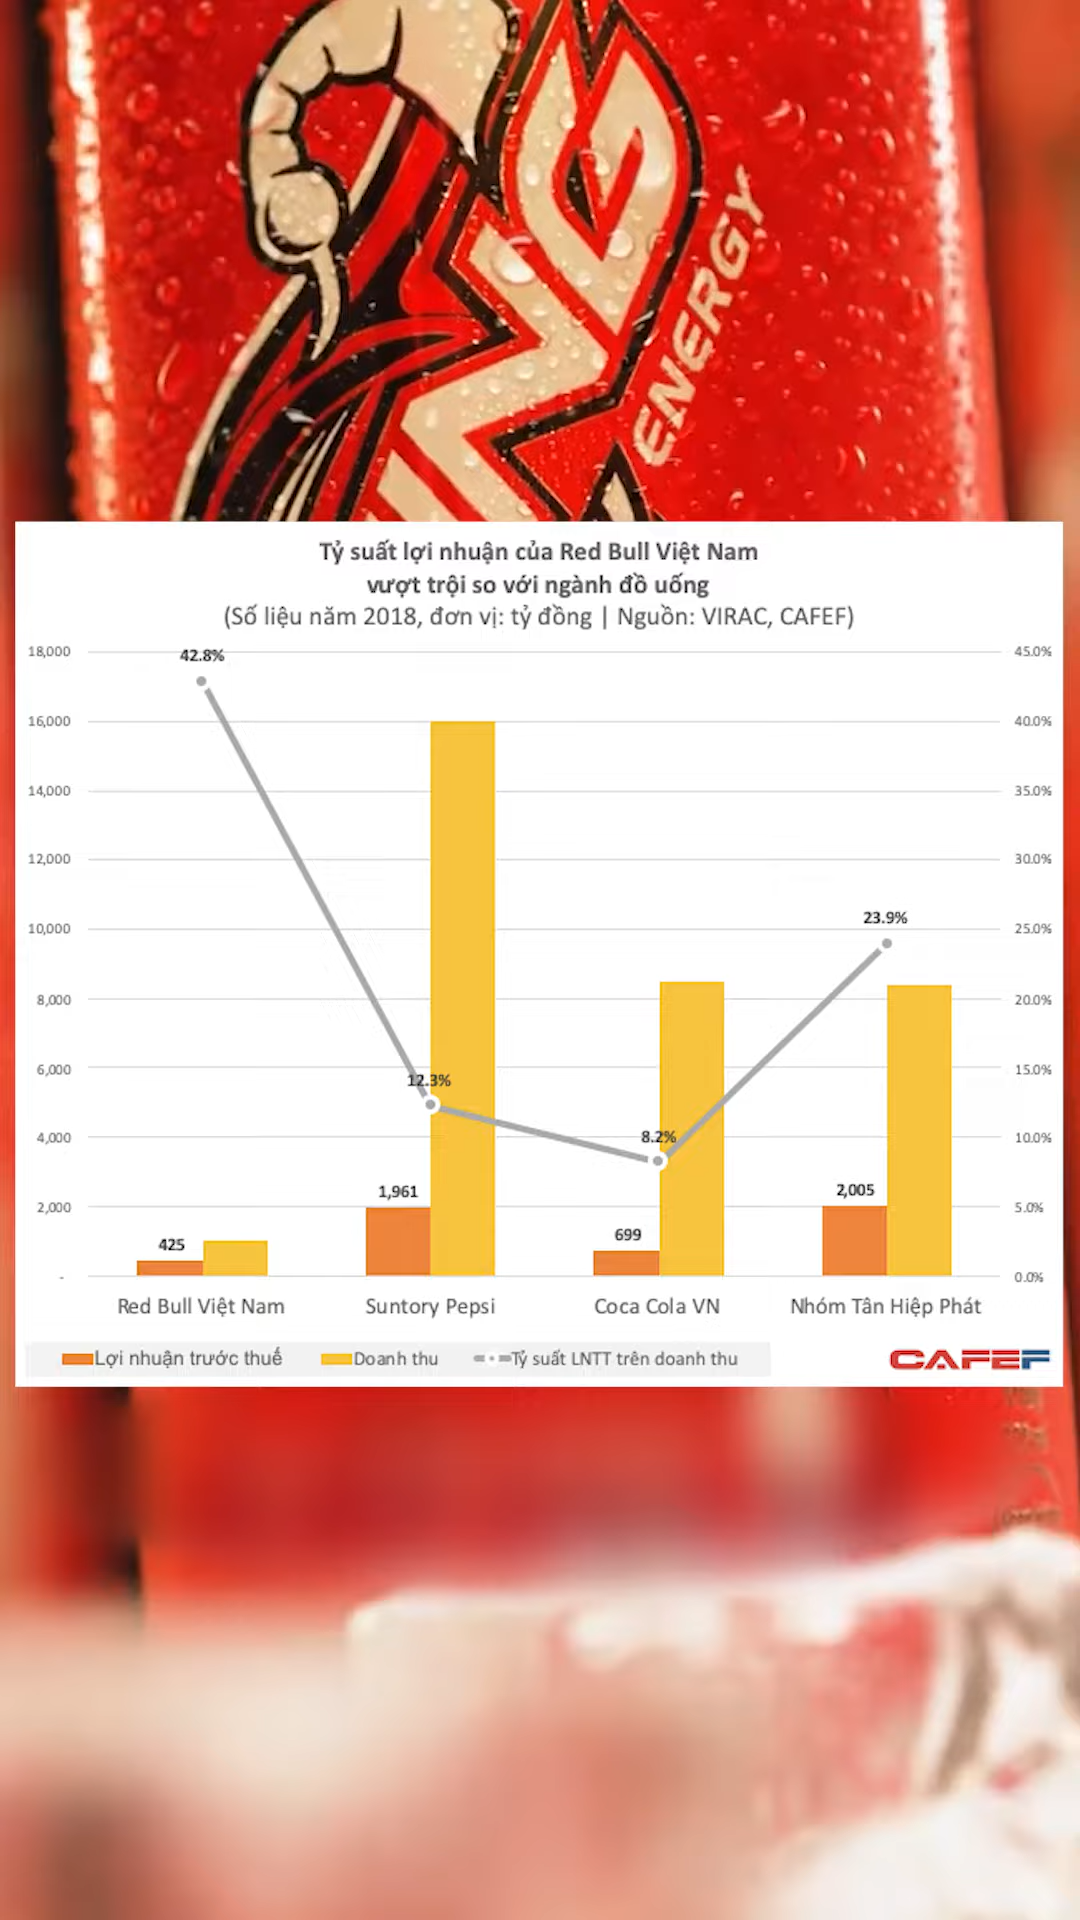 ENERGY
Tỷ suất lợi nhuận của Red Bull Việt Nam
vượt trội so với ngành đồ uống
(Số liệu năm 2018, đơn vị: tỷ đồng | Nguồn: VIRAC, CAFEF)
18,000
16,000
14,000
12,000
10,000
8,000
6,000
4,000
2,000
-
42.8%
12.3%
8.2%
23.9%
425
1,961
699
2,005
45.0%
40.0%
35.0%
30.0%
25.0%
20.0%
15.0%
10.0%
5.0%
0.0%
Red Bull Việt Nam
Suntory Pepsi
Coca Cola VN
Nhóm Tân Hiệp Phát
Lợi nhuận trước thuế
Doanh thu
Tỷ suất LNTT trên doanh thu
CAFEF